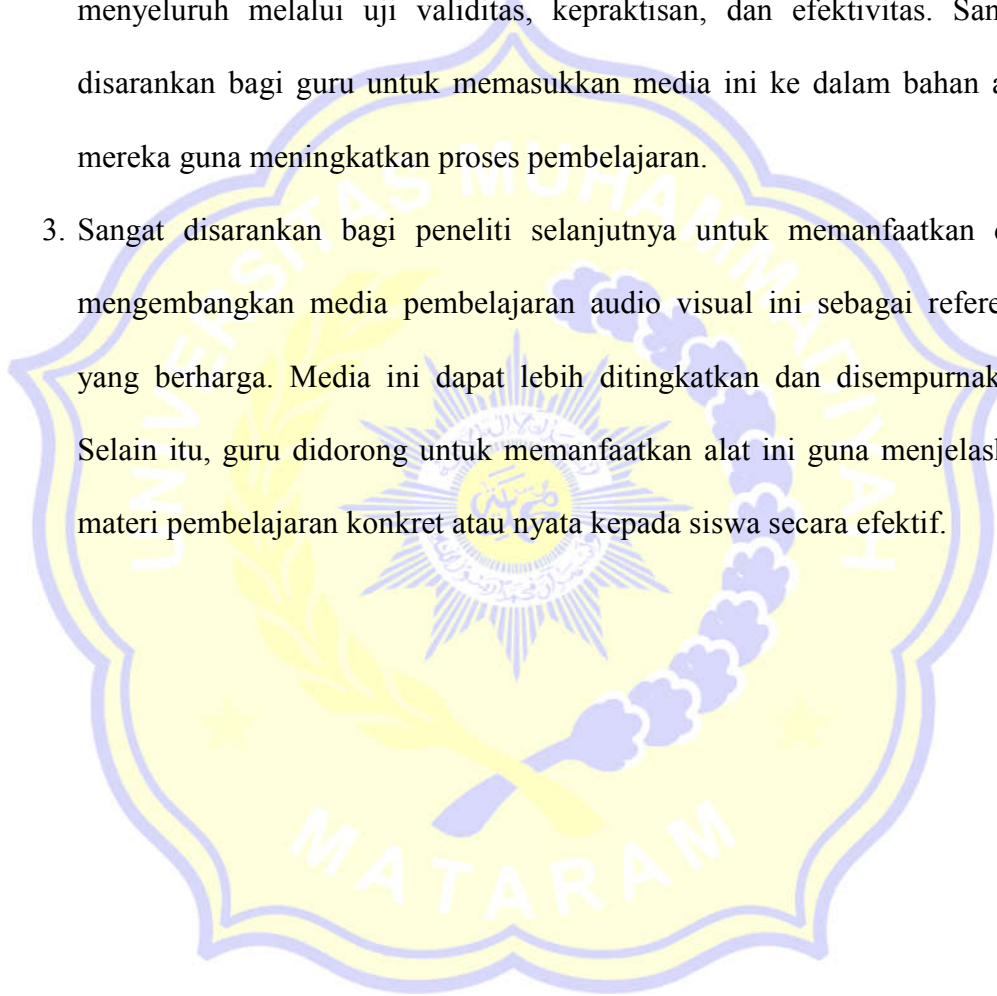 menyeluruh melalui uji validitas, kepraktisan, dan efektivitas.
disarankan bagi guru untuk memasukkan media ini ke dalam bahan
mereka guna meningkatkan proses pembelajaran.
3. Sangat disarankan bagi peneliti selanjutnya untuk memanfaatkan
mengembangkan media pembelajaran audio visual ini sebagai
yang berharga. Media ini dapat lebih ditingkatkan dan
Selain itu, guru didorong untuk memanfaatkan alat ini guna
materi pembelajaran konkret atau nyata kepada siswa secara efektif.
UNIVERSITAS MUHAMMADIYAH
MATARAM